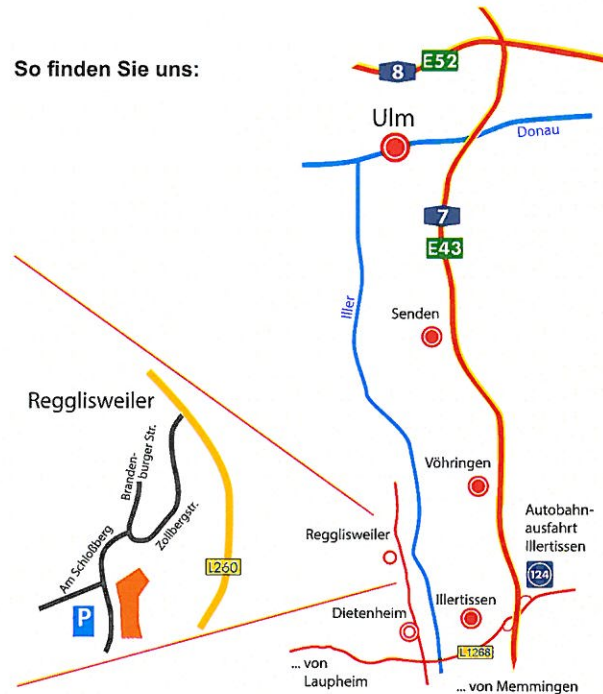 So finden Sie uns:
8
E52
Ulm
Donau
7
E43
Iller
Senden
Regglisweiler
Branden-
burger Str.
Zollbergstr.
Am Schloßberg
L260
P
Vöhringen
Autobahn-
ausfahrt
Illertissen
124
Regglisweiler
Dietenheim
Illertissen
L1268
... von
Laupheim
... von Memmingen